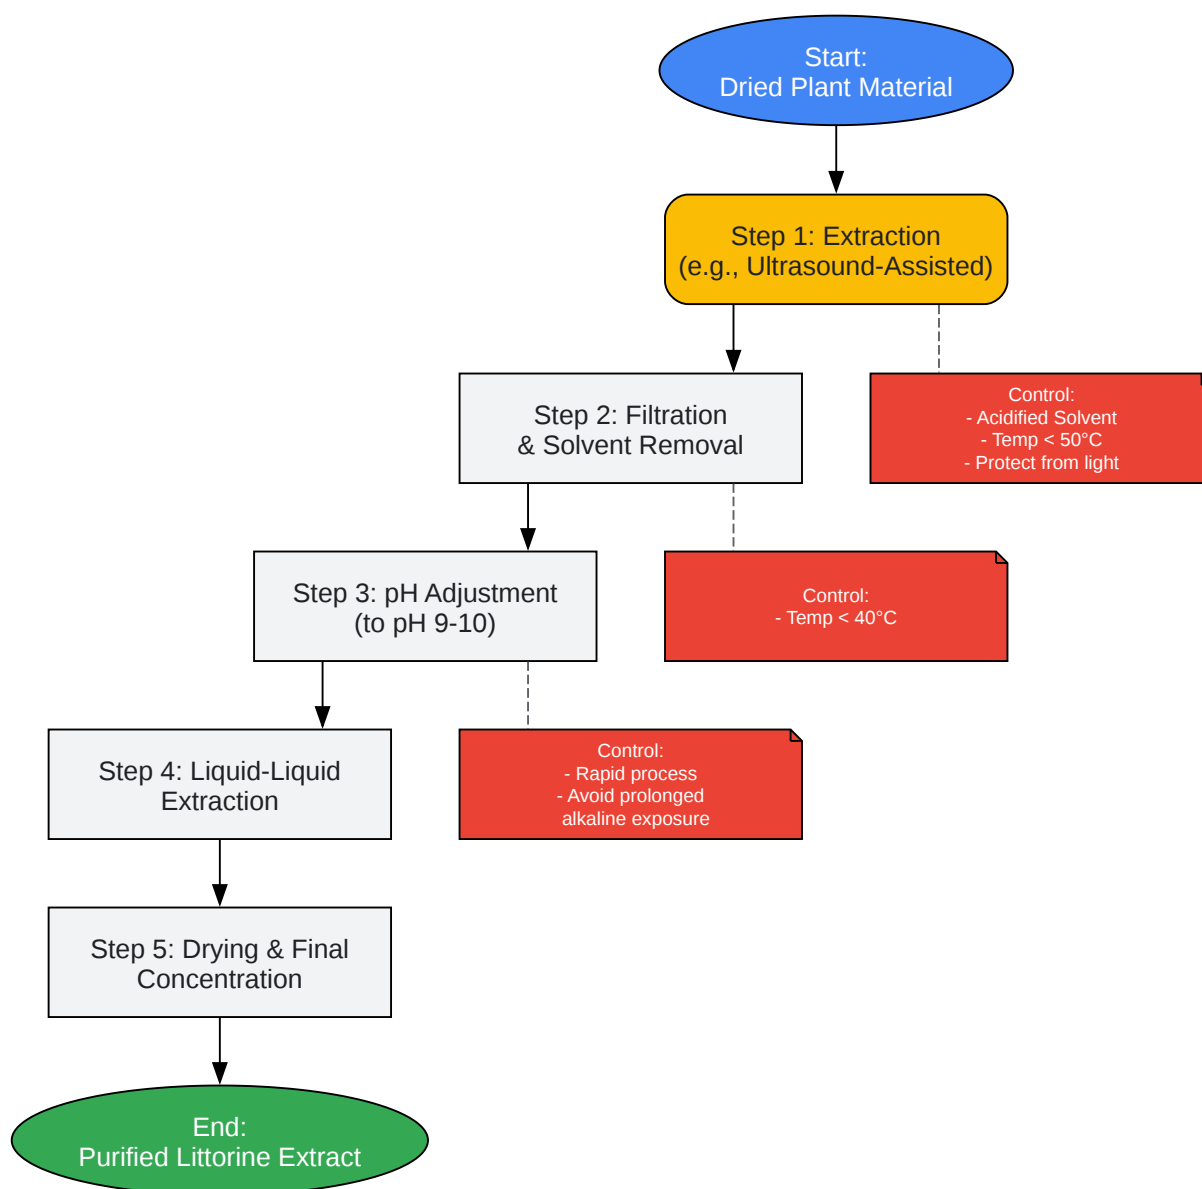 Start:
Dried Plant Material
Step 1: Extraction
(e.g., Ultrasound-Assisted)
Step 2: Filtration
& Solvent Removal
Control:
- Acidified Solvent
- Temp < 50°C
- Protect from light
Step 3: pH Adjustment
(to pH 9-10)
Control:
- Temp < 40°C
Step 4: Liquid-Liquid
Extraction
Control:
- Rapid process
- Avoid prolonged
alkaline exposure
Step 5: Drying & Final
Concentration
End:
Purified Littorine Extract